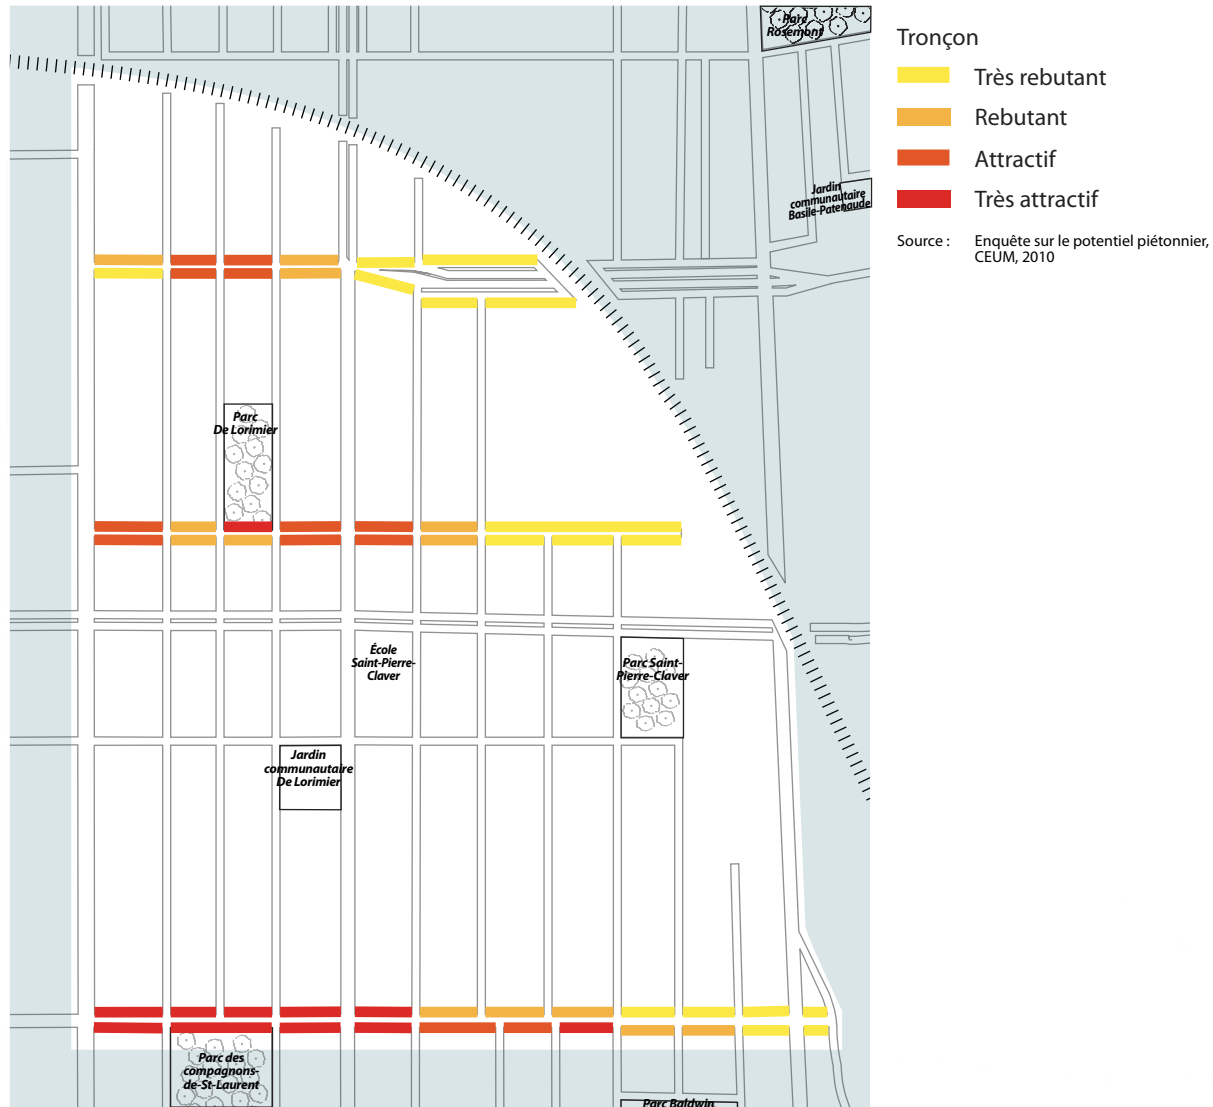 Parc
Rosemont
Tronçon
Très rebutant
Rebutant
Attractif
Très attractif
Source : Enquête sur le potentiel piétonnier,
CEUM, 2010
Jardin
communautaire
Basile-Patenaude
Parc
De Lorimier
École
Saint-Pierre-
Claver
Parc Saint-
Pierre-Claver
Jardin
communautaire
De Lorimier
Parc des
compagnons-
de-St-Laurent
Parc Baldwin